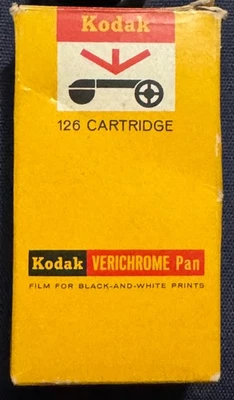 Kodak
126 CARTRIDGE
Kodak VERICHROME Pan
FILM FOR BLACK-AND-WHITE PRINTS